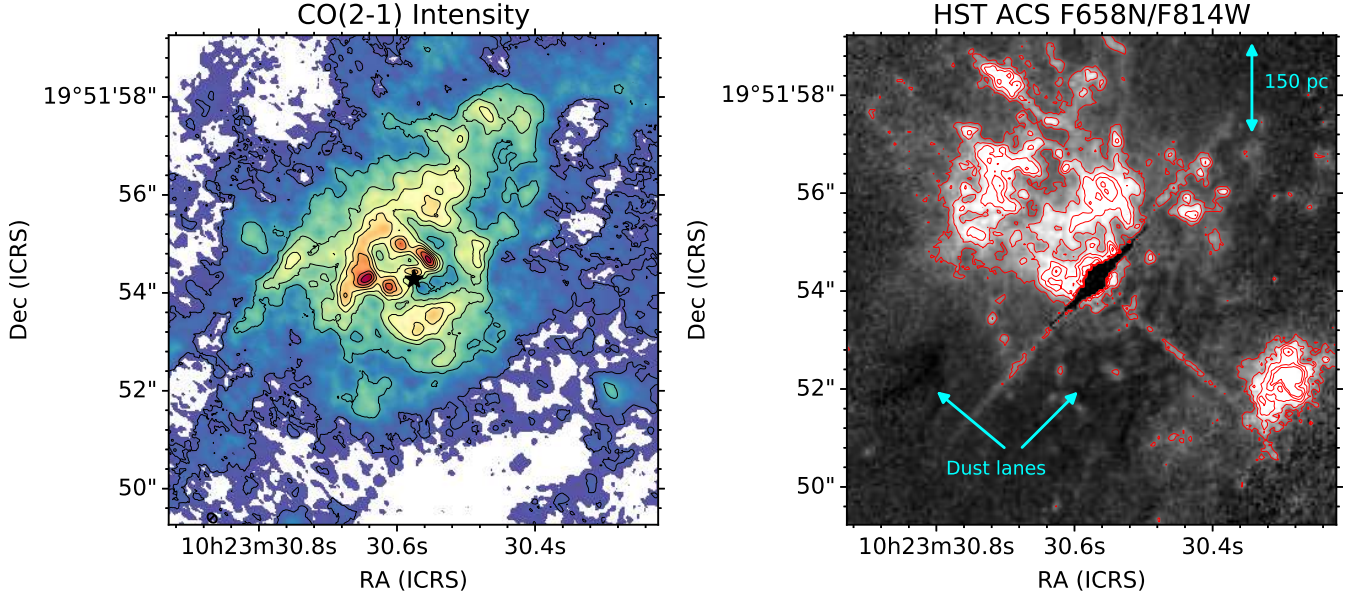 CO(2-1) Intensity
19°51'58"
56"
54"
52"
50"
Dec (ICRS)
10h23m30.8s
30.6s
30.4s
RA (ICRS)
HST ACS F658N/F814W
150 pc
19°51'58"
56"
54"
52"
50"
Dec (ICRS)
Dust lanes
10h23m30.8s
30.6s
30.4s
RA (ICRS)